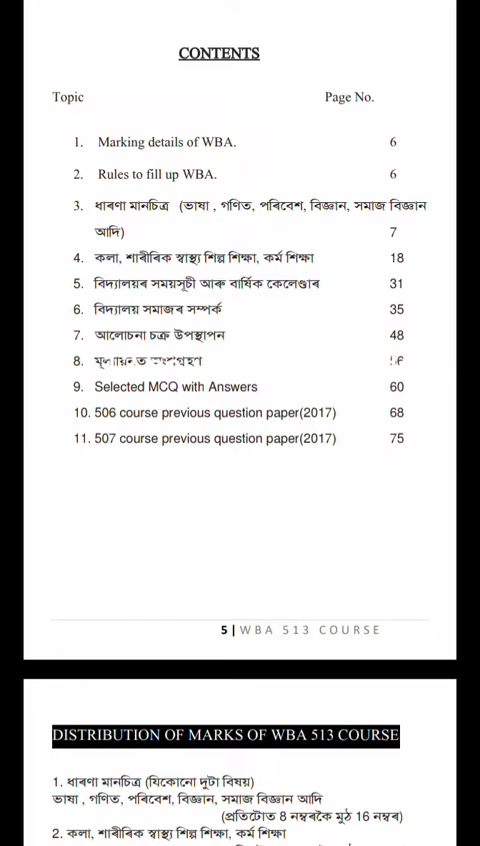 CONTENTS
Topic Page No.
1. Marking details of WBA. 6
2. Rules to fill up WBA. 6
3. ধাৰণা মানচিত্র (ভাষা , গণিত, পৰিবেশ, বিজ্ঞান, সমাজ বিজ্ঞান
আদি) 7
4. কলা, শাৰীৰিক স্বাস্থ্য শিল্প শিক্ষা, কৰ্ম শিক্ষা 18
5. বিদ্যালয়ৰ সময়সূচী আৰু বাৰ্ষিক কেলেণ্ডাৰ 31
6. বিদ্যালয় সমাজৰ সম্পৰ্ক 35
7. আলোচনা চক্ৰ উপস্থাপন 48
8.
9. Selected MCQ with Answers 60
10. 506 course previous question paper(2017) 68
11. 507 course previous question paper(2017) 75
5 | WBA 513 COURSE
DISTRIBUTION OF MARKS OF WBA 513 COURSE
1. ধাৰণা মানচিত্র (যিকোনো দুটা বিষয়)
ভাষা , গণিত, পৰিবেশ, বিজ্ঞান, সমাজ বিজ্ঞান আদি
(প্ৰতিটোত 8 নম্বৰকৈ মুঠ 16 নম্বৰ)
2. কলা, শাৰীৰিক স্বাস্থ্য শিল্প শিক্ষা, কৰ্ম শিক্ষা